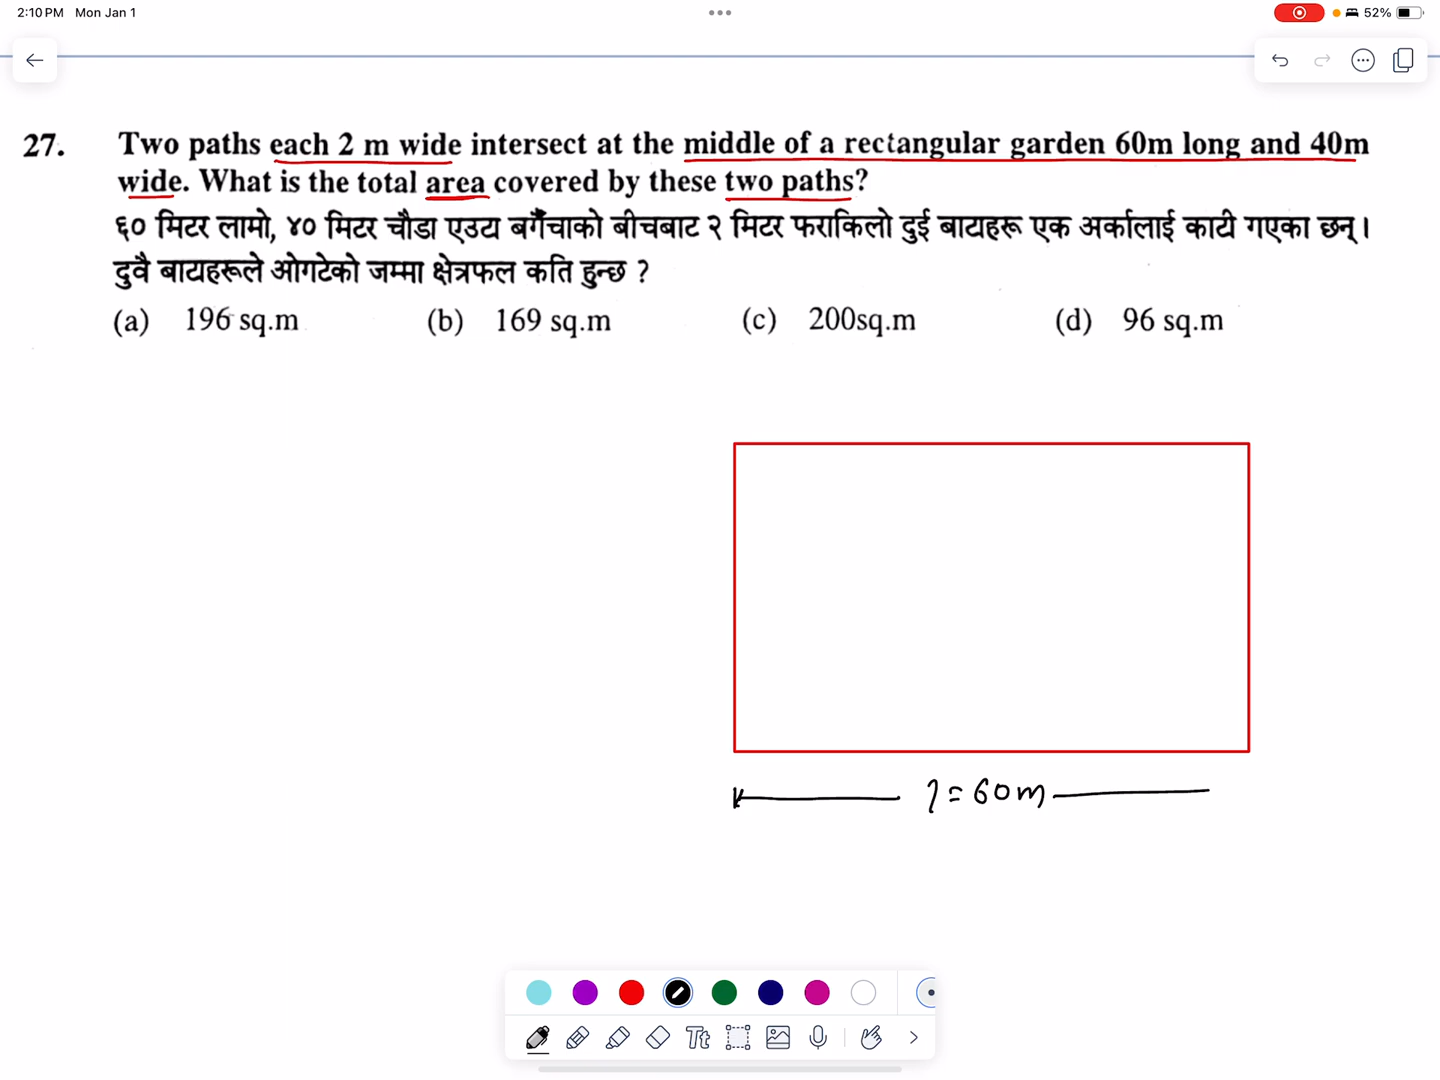 2:10 PM Mon Jan 1
52%
27. Two paths each 2 m wide intersect at the middle of a rectangular garden 60m long and 40m
wide. What is the total area covered by these two paths?
६० मिटर लामो, ४० मिटर चौडा एउटा बगैंचाको बीचबाट २ मिटर फराकिलो दुई बाटाहरू एक अर्कालाई काटी गएका छन्।
दुवै बाटाहरूले ओगटेको जम्मा क्षेत्रफल कति हुन्छ ?
(a) 196 sq.m (b) 169 sq.m (c) 200sq.m (d) 96 sq.m
l = 60m
Tt